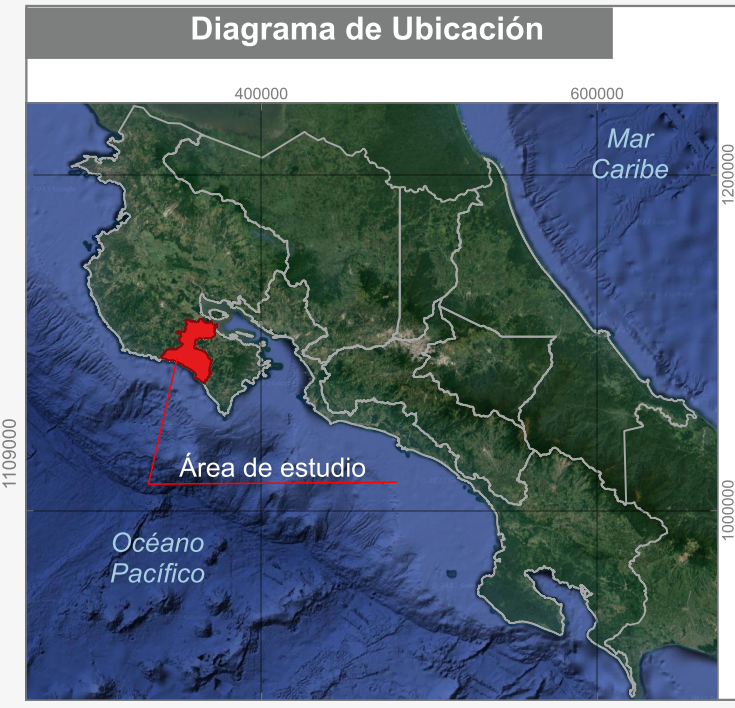 Diagrama de Ubicación
400000
600000
Mar
Caribe
1200000
1109000
Área de estudio
1000000
Océano
Pacífico